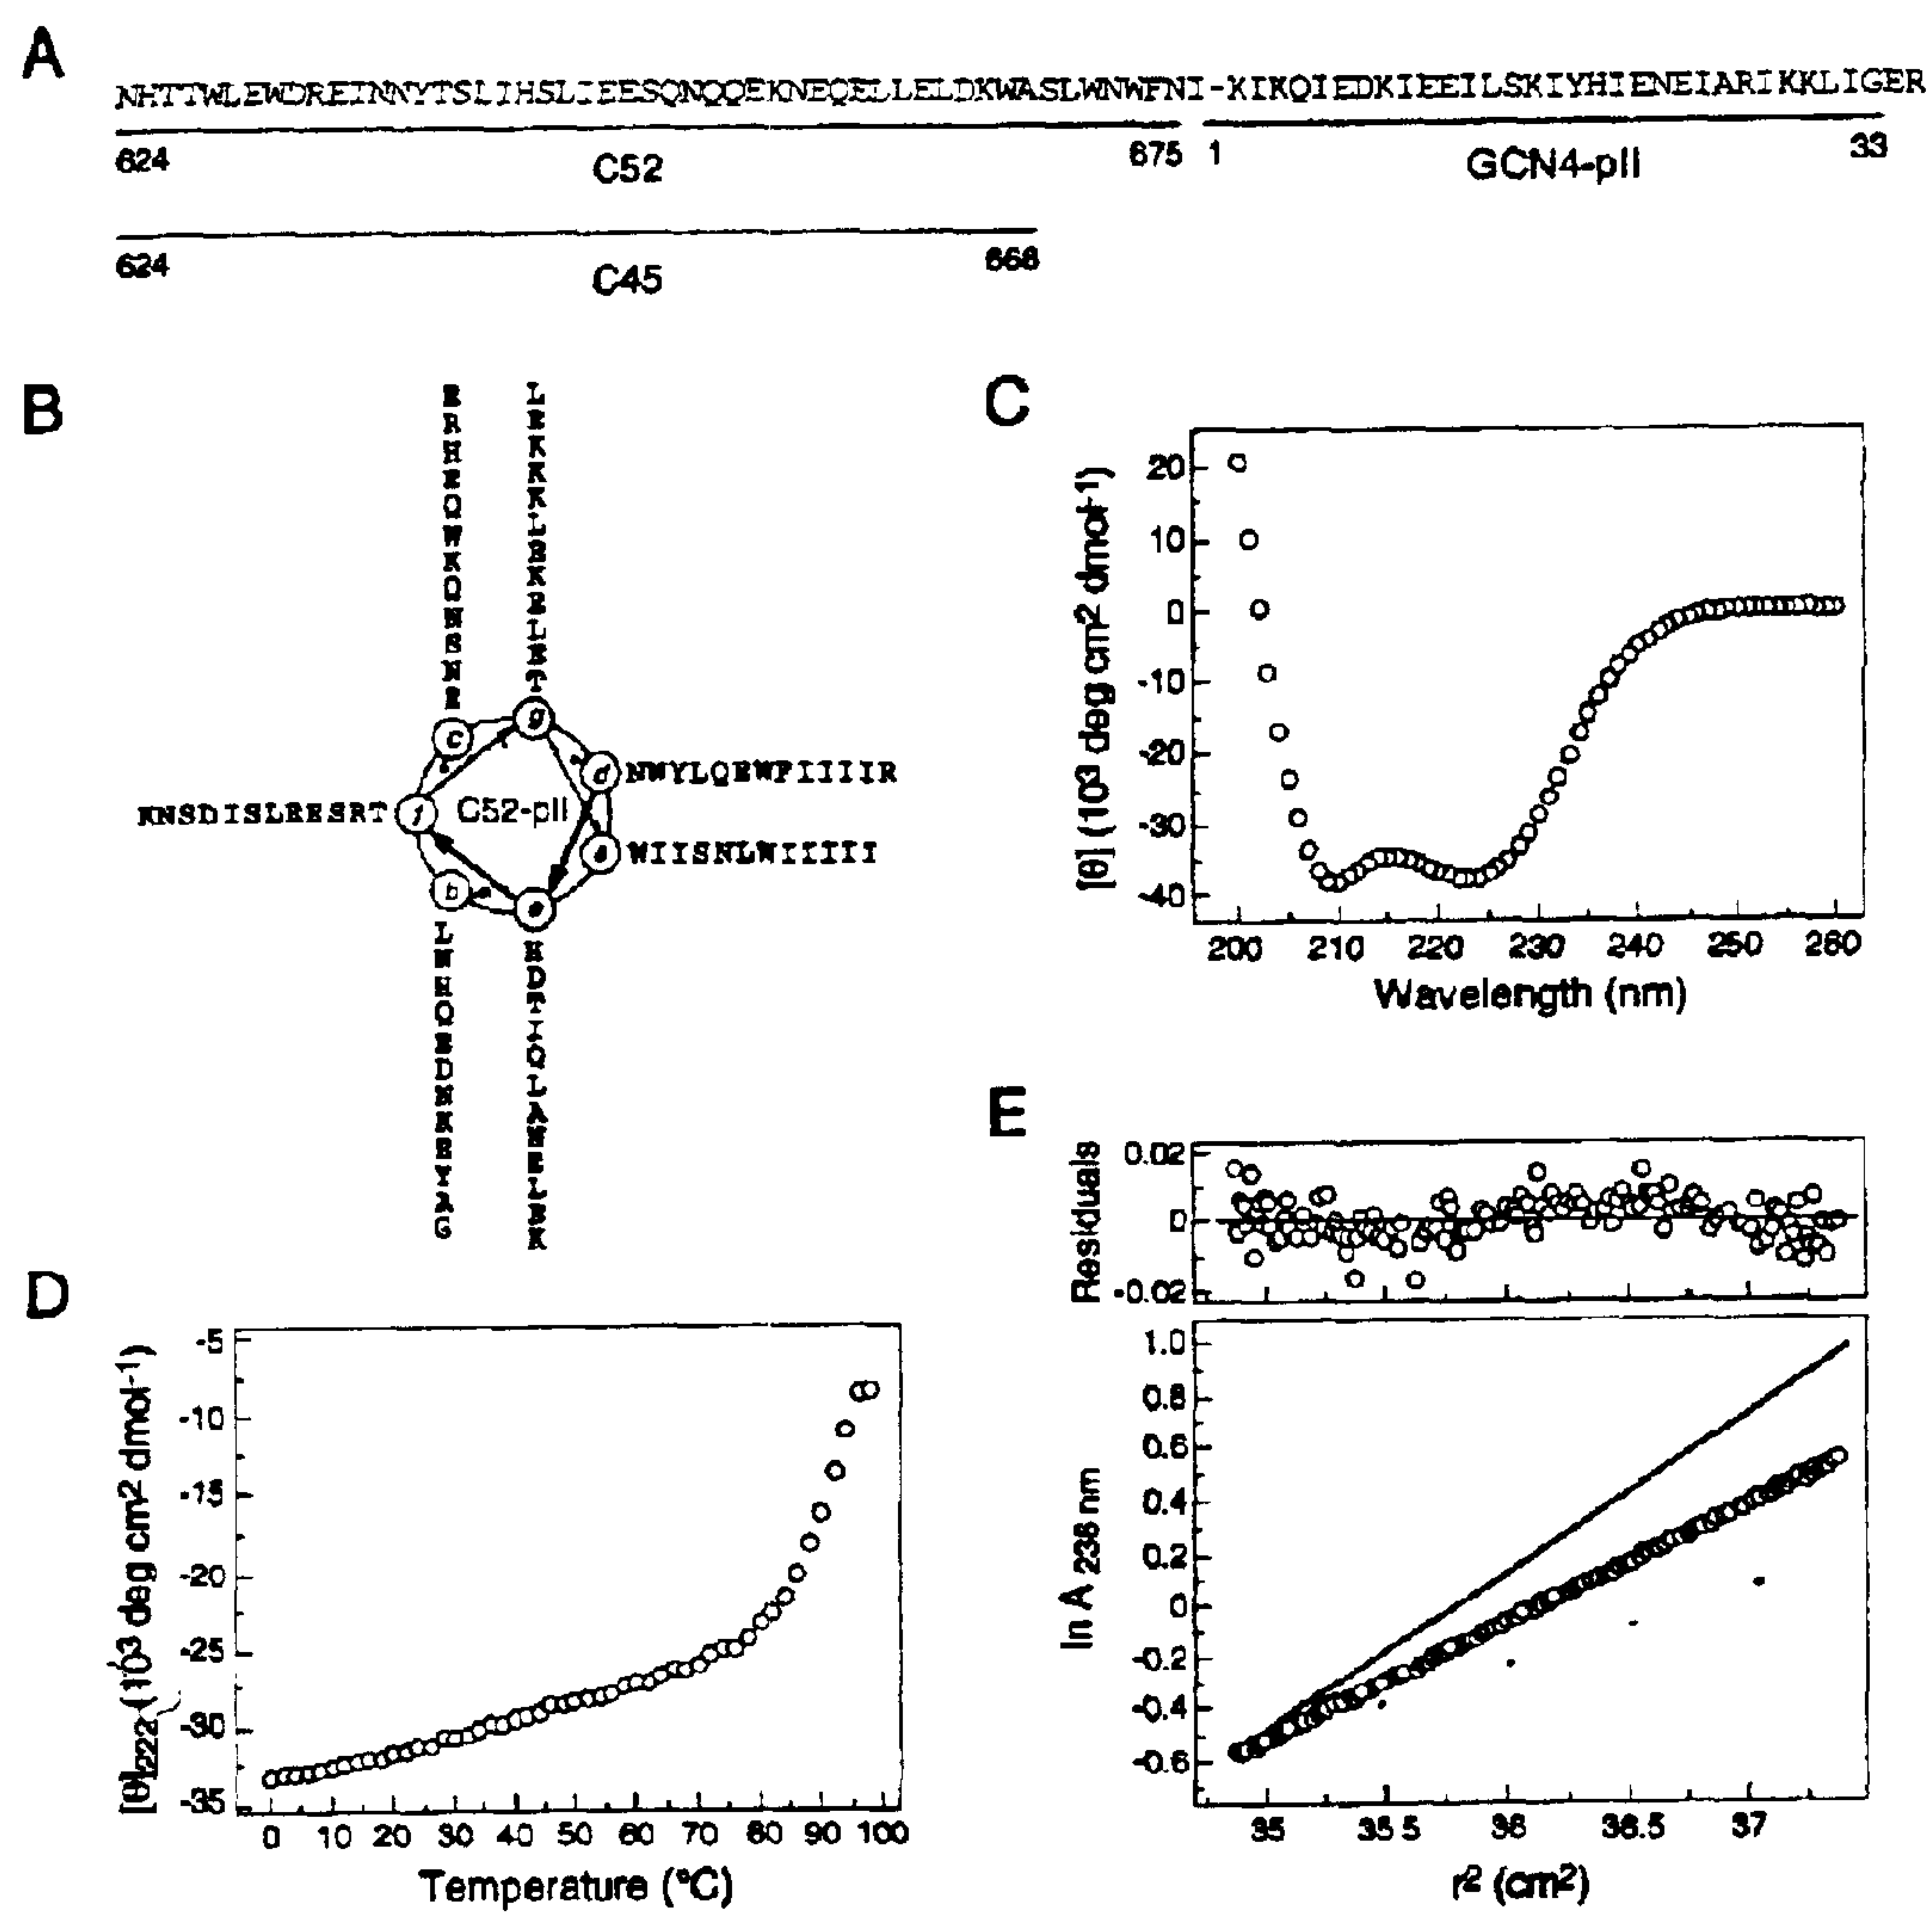 A
NHTTWLEWDREINNYTSLIHSLIEESQNQQEKNEQELLELDKWASLWNWFNI-KIKQIEDKIEEILSKIYHIENEIARIKKLIGER
624 C52 675 1 GCN4-pII 33
624 C45 668
B
c
g
d NWYLQEWFIIIIR
f
C52-pII
a WIISNLWIIIII
b
e
C
20
10
0
-10
-20
-30
-40
[θ] (10³ deg cm² dmol⁻¹)
200 210 220 230 240 250 260
Wavelength (nm)
D
-5
-10
-15
-20
-25
-30
-35
[θ]222 (10³ deg cm² dmol⁻¹)
0 10 20 30 40 50 60 70 80 90 100
Temperature (°C)
E
Residuals
0.02
0
-0.02
1.0
0.8
0.6
0.4
0.2
0
-0.2
-0.4
-0.6
ln A 236 nm
35 35.5 36 36.5 37
r² (cm²)